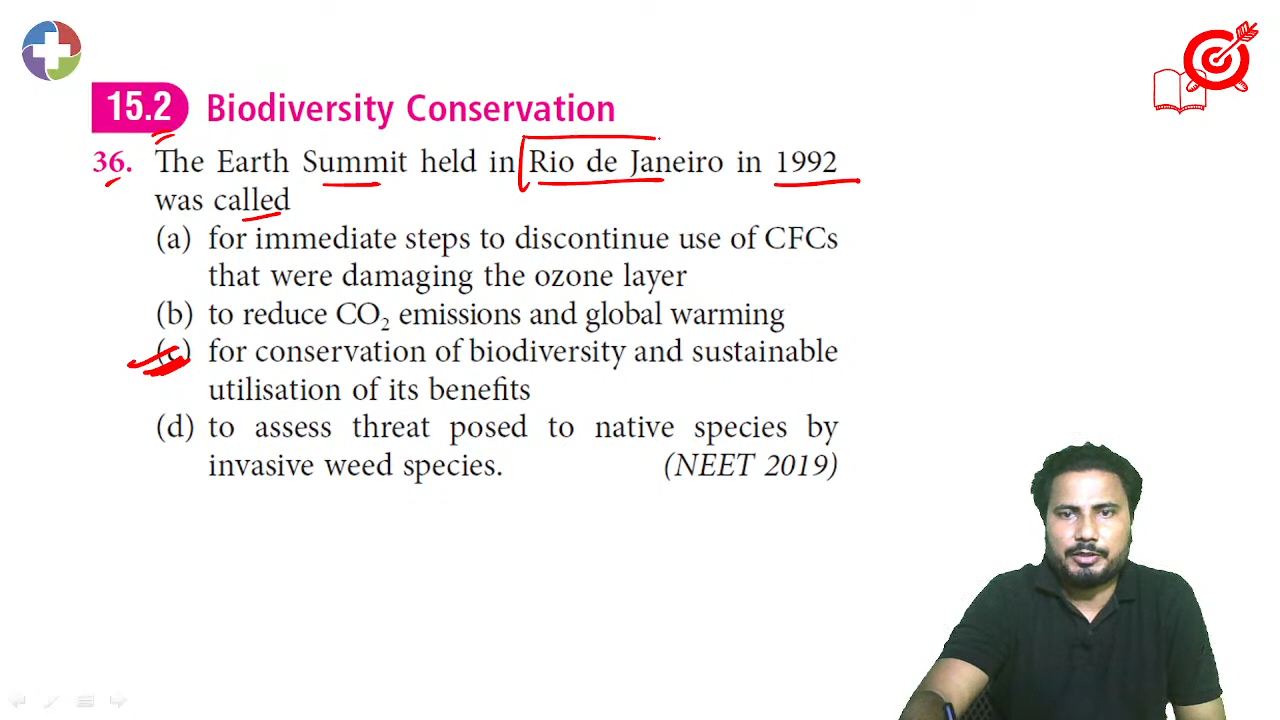 15.2 Biodiversity Conservation
36. The Earth Summit held in Rio de Janeiro in 1992
was called
(a) for immediate steps to discontinue use of CFCs
that were damaging the ozone layer
(b) to reduce CO₂ emissions and global warming
(c) for conservation of biodiversity and sustainable
utilisation of its benefits
(d) to assess threat posed to native species by
invasive weed species. (NEET 2019)